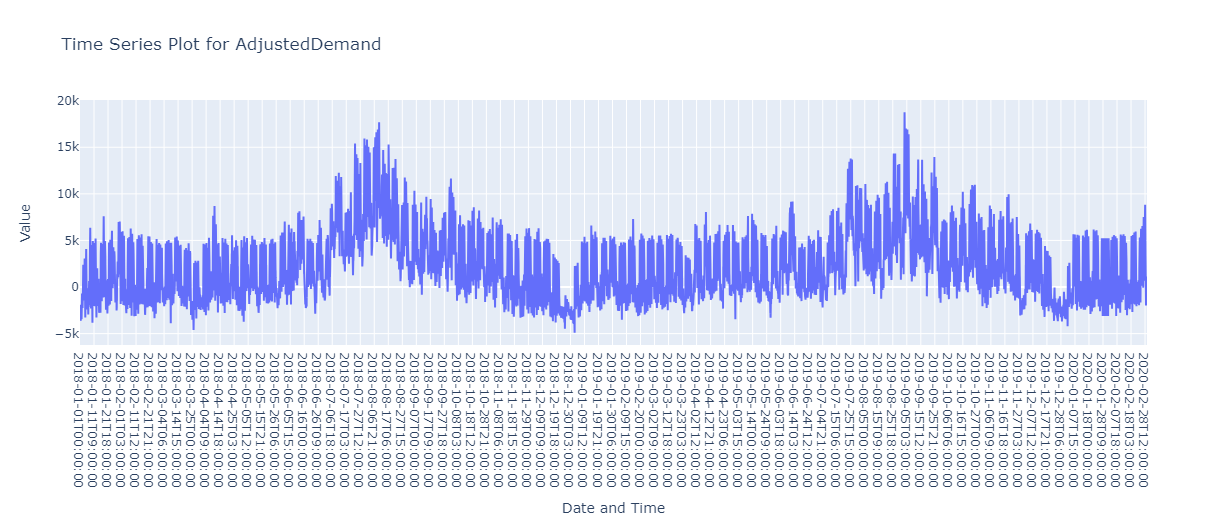 Time Series Plot for AdjustedDemand
Value
20k
15k
10k
5k
0
−5k
2018-01-01T00:00:00
2018-01-11T09:00:00
2018-01-21T18:00:00
2018-02-01T03:00:00
2018-02-11T12:00:00
2018-02-21T21:00:00
2018-03-04T06:00:00
2018-03-14T15:00:00
2018-03-25T00:00:00
2018-04-04T09:00:00
2018-04-14T18:00:00
2018-04-25T03:00:00
2018-05-05T12:00:00
2018-05-15T21:00:00
2018-05-26T06:00:00
2018-06-05T15:00:00
2018-06-16T00:00:00
2018-06-26T09:00:00
2018-07-06T18:00:00
2018-07-17T03:00:00
2018-07-27T12:00:00
2018-08-06T21:00:00
2018-08-17T06:00:00
2018-08-27T15:00:00
2018-09-07T00:00:00
2018-09-17T09:00:00
2018-09-27T18:00:00
2018-10-08T03:00:00
2018-10-18T12:00:00
2018-10-28T21:00:00
2018-11-08T06:00:00
2018-11-18T15:00:00
2018-11-29T00:00:00
2018-12-09T09:00:00
2018-12-19T18:00:00
2018-12-30T03:00:00
2019-01-09T12:00:00
2019-01-19T21:00:00
2019-01-30T06:00:00
2019-02-09T15:00:00
2019-02-20T00:00:00
2019-03-02T09:00:00
2019-03-12T18:00:00
2019-03-23T03:00:00
2019-04-02T12:00:00
2019-04-12T21:00:00
2019-04-23T06:00:00
2019-05-03T15:00:00
2019-05-14T00:00:00
2019-05-24T09:00:00
2019-06-03T18:00:00
2019-06-14T03:00:00
2019-06-24T12:00:00
2019-07-04T21:00:00
2019-07-15T06:00:00
2019-07-25T15:00:00
2019-08-05T00:00:00
2019-08-15T09:00:00
2019-08-25T18:00:00
2019-09-05T03:00:00
2019-09-15T12:00:00
2019-09-25T21:00:00
2019-10-06T06:00:00
2019-10-16T15:00:00
2019-10-27T00:00:00
2019-11-06T09:00:00
2019-11-16T18:00:00
2019-11-27T03:00:00
2019-12-07T12:00:00
2019-12-17T21:00:00
2019-12-28T06:00:00
2020-01-07T15:00:00
2020-01-18T00:00:00
2020-01-28T09:00:00
2020-02-07T18:00:00
2020-02-18T03:00:00
2020-02-28T12:00:00
Date and Time